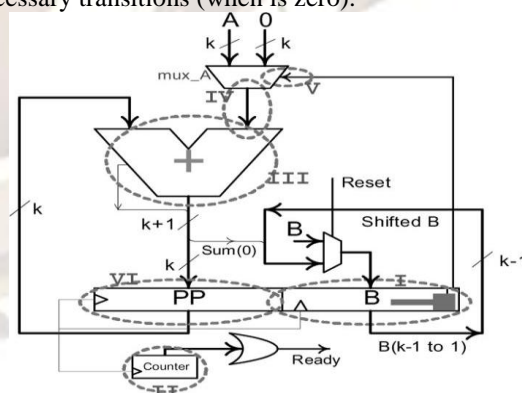 cessary transitions (when is zero).
A 0
k k
mux_A
IV V
+
III
Reset
k
k+1
Shifted B
B
Sum(0)
k
k-1
VI I
PP B
B(k-1 to 1)
Counter
Ready
II